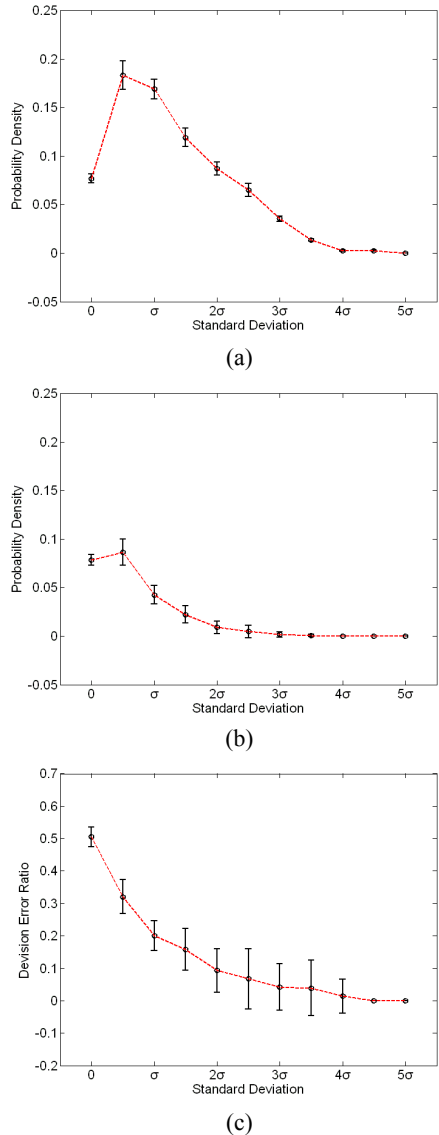 0.25
0.2
0.15
0.1
0.05
0
-0.05
Probability Density
0 σ 2σ 3σ 4σ 5σ
Standard Deviation
(a)
0.25
0.2
0.15
0.1
0.05
0
-0.05
Probability Density
0 σ 2σ 3σ 4σ 5σ
Standard Deviation
(b)
0.7
0.6
0.5
0.4
0.3
0.2
0.1
0
-0.1
-0.2
Devision Error Ratio
0 σ 2σ 3σ 4σ 5σ
Standard Deviation
(c)